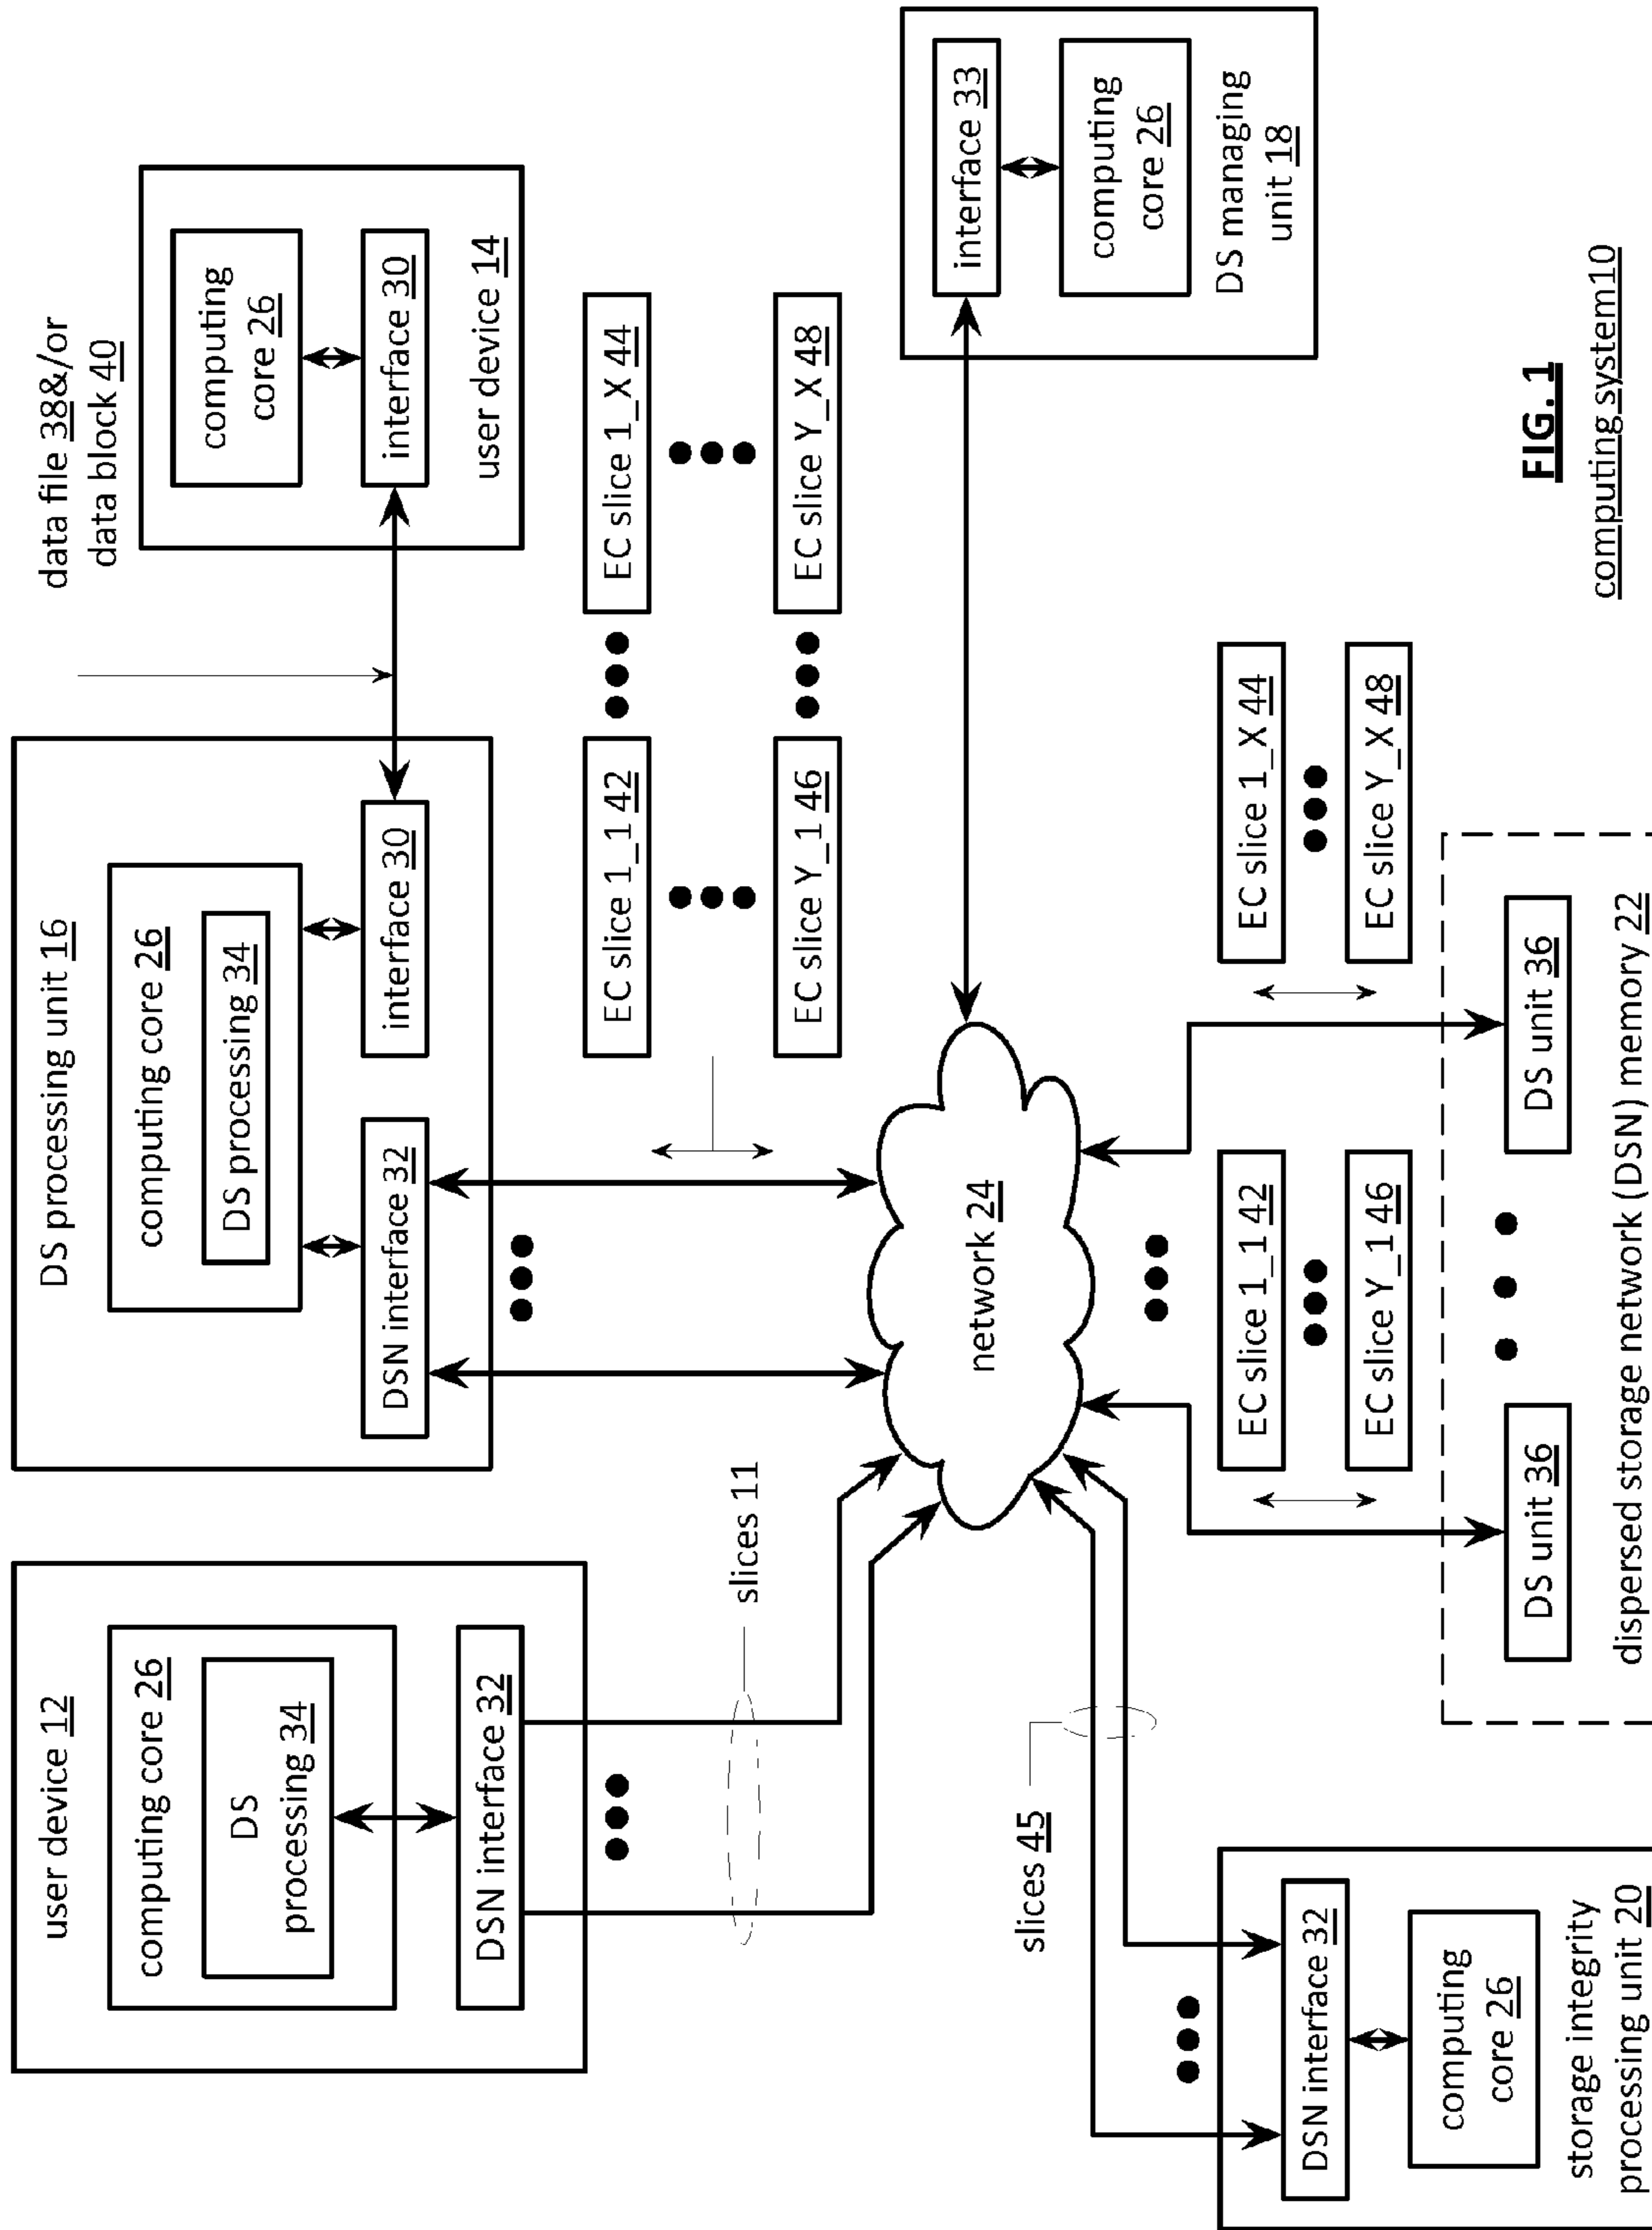 user device 12
computing core 26
DS
processing 34
DSN interface 32
slices 11
DS processing unit 16
computing core 26
DS processing 34
DSN interface 32
interface 30
data file 38&/or
data block 40
computing
core 26
interface 30
user device 14
EC slice 1_1 42
EC slice 1_X 44
EC slice Y_1 46
EC slice Y_X 48
network 24
interface 33
computing
core 26
DS managing
unit 18
slices 45
DSN interface 32
computing
core 26
storage integrity
processing unit 20
EC slice 1_1 42
EC slice Y_1 46
EC slice 1_X 44
EC slice Y_X 48
DS unit 36
DS unit 36
dispersed storage network (DSN) memory 22
FIG. 1
computing system10